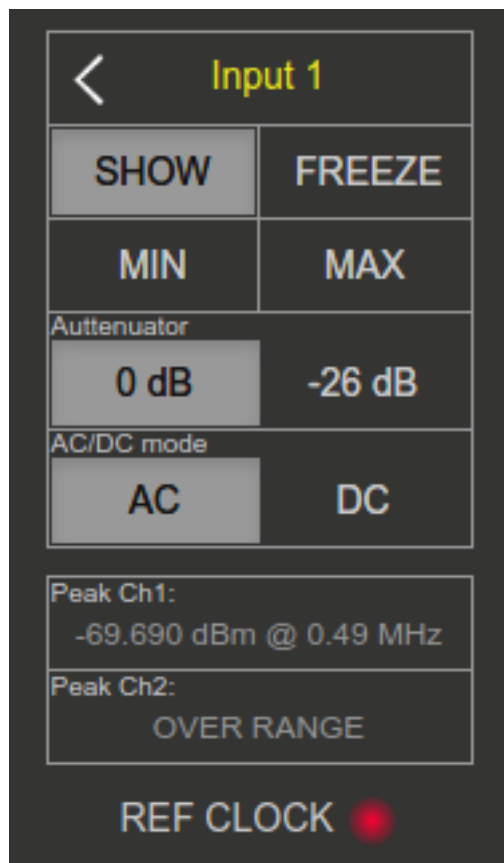 Input 1
SHOW FREEZE
MIN MAX
Auttenuator
0 dB -26 dB
AC/DC mode
AC DC
Peak Ch1:
-69.690 dBm @ 0.49 MHz
Peak Ch2:
OVER RANGE
REF CLOCK